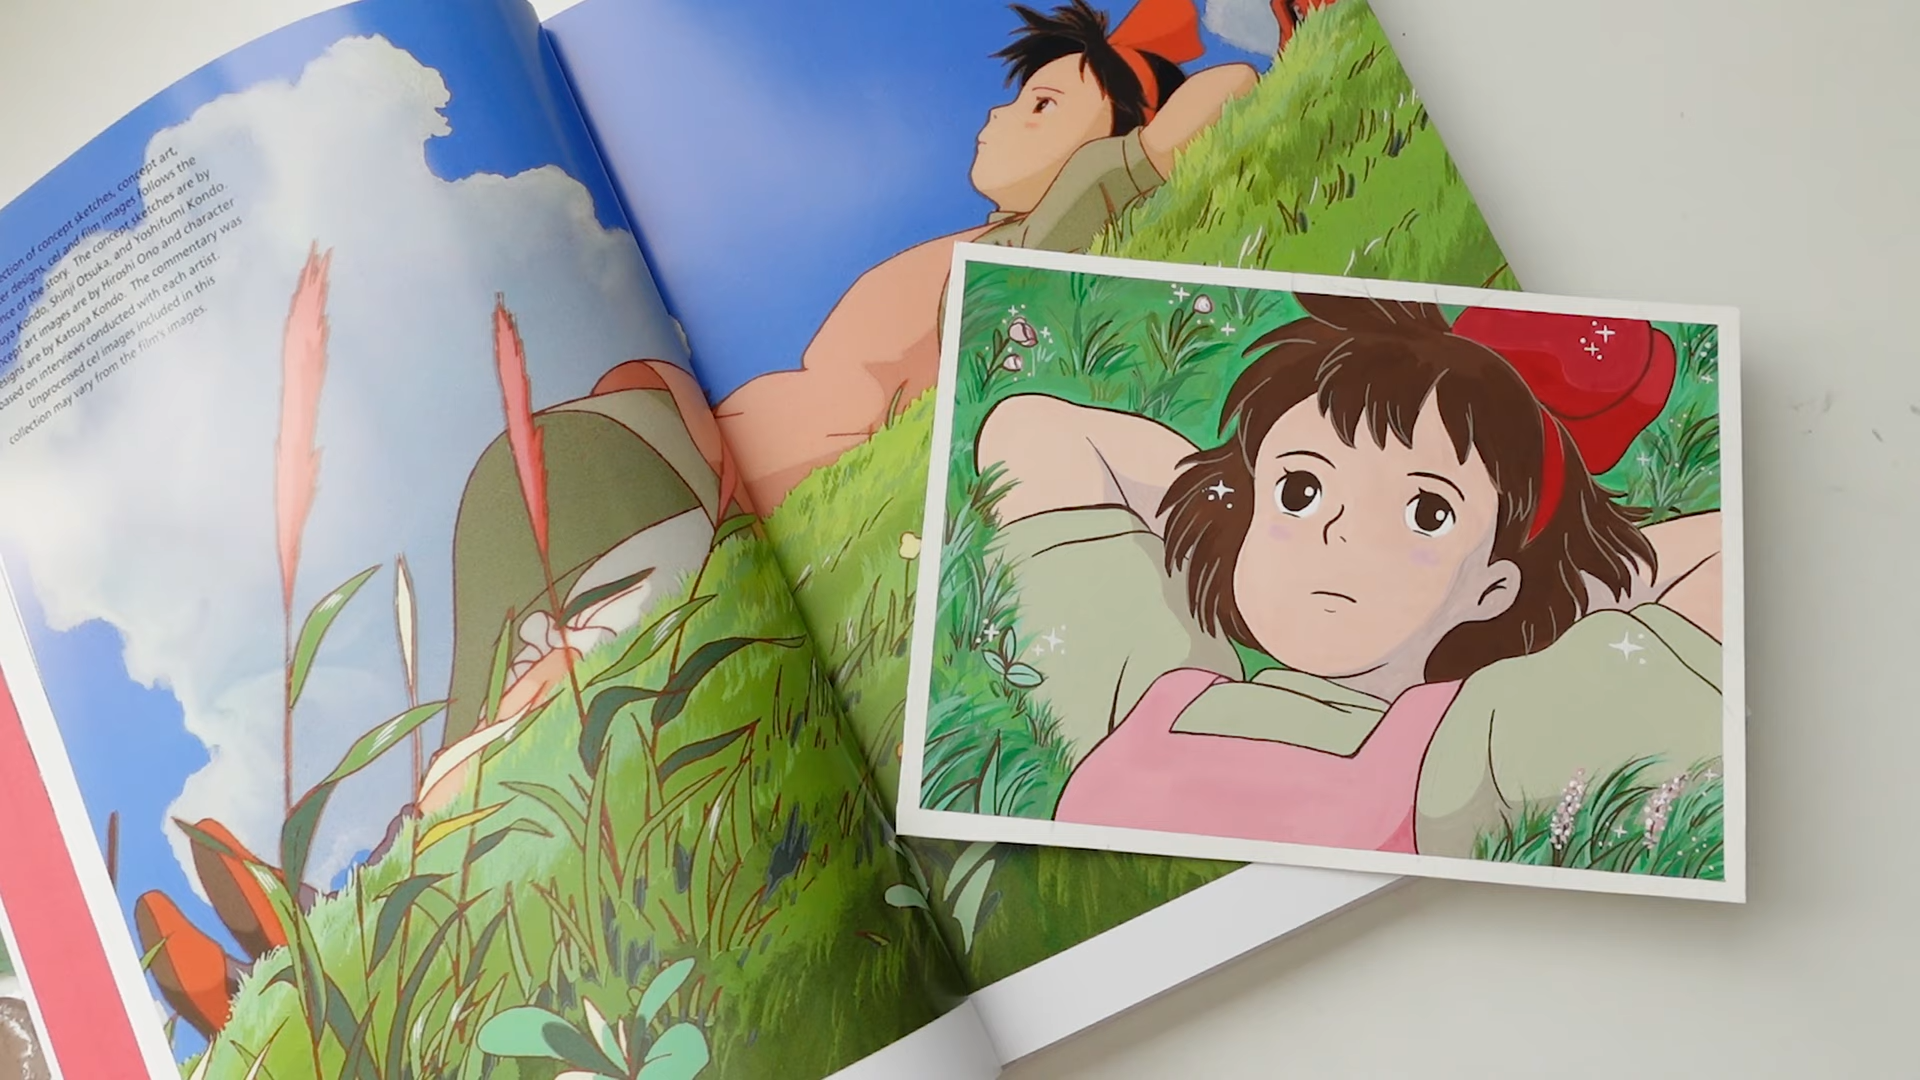 ection of concept sketches, concept art,
er designs, cel and film images follows the
nce of the story. The concept sketches are by
uya Kondo, Shinji Otsuka, and Yoshifumi Kondo.
cept art images are by Hiroshi Ono and character
esigns are by Katsuya Kondo. The commentary was
based on interviews conducted with each artist.
Unprocessed cel images included in this
collection may vary from the film's images.